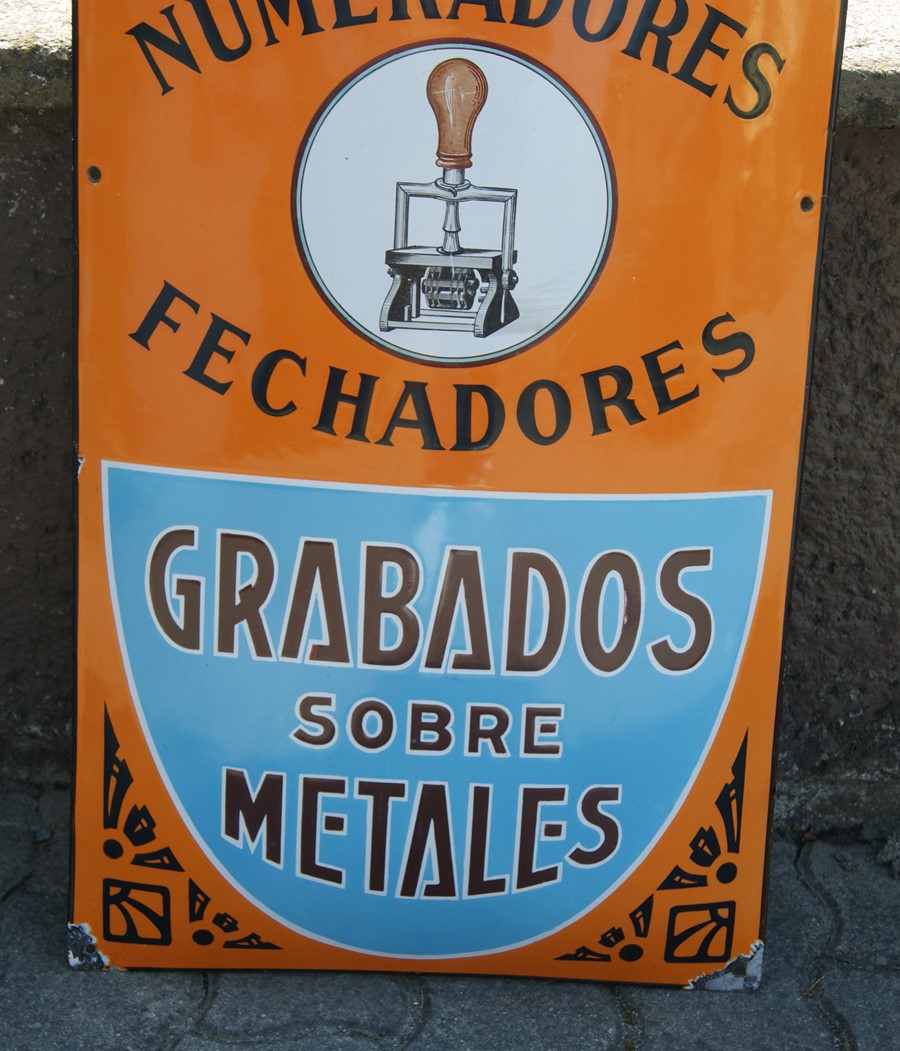 NUMERADORES
FECHADORES
GRABADOS
SOBRE
METALES